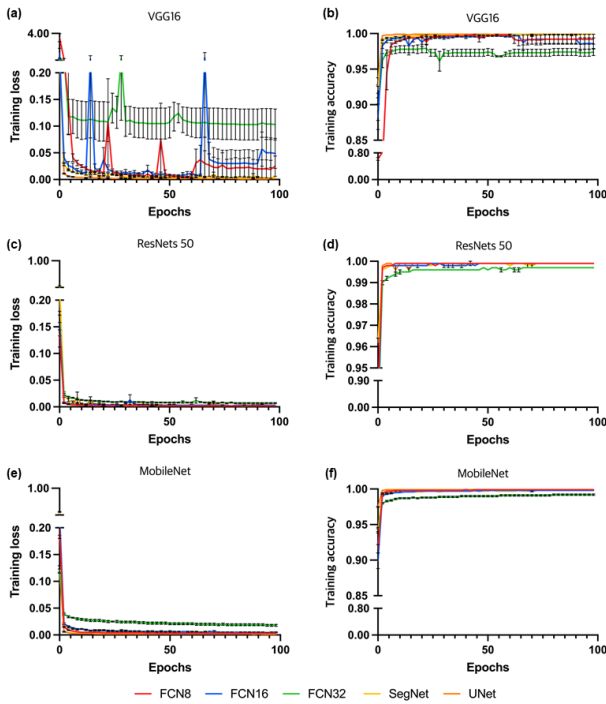 (a) VGG16
4.00
0.20
0.15
0.10
0.05
0.00
0 50 100
Training loss
Epochs
(b) VGG16
1.00
0.95
0.90
0.85
0.80
0 50 100
Training accuracy
Epochs
(c) ResNets 50
1.00
0.20
0.15
0.10
0.05
0.00
0 50 100
Training loss
Epochs
(d) ResNets 50
1.00
0.99
0.98
0.97
0.96
0.95
0.90
0.00
0 50 100
Training accuracy
Epochs
(e) MobileNet
1.00
0.20
0.15
0.10
0.05
0.00
0 50 100
Training loss
Epochs
(f) MobileNet
1.00
0.95
0.90
0.85
0.80
0.00
0 50 100
Training accuracy
Epochs
FCN8 FCN16 FCN32 SegNet UNet